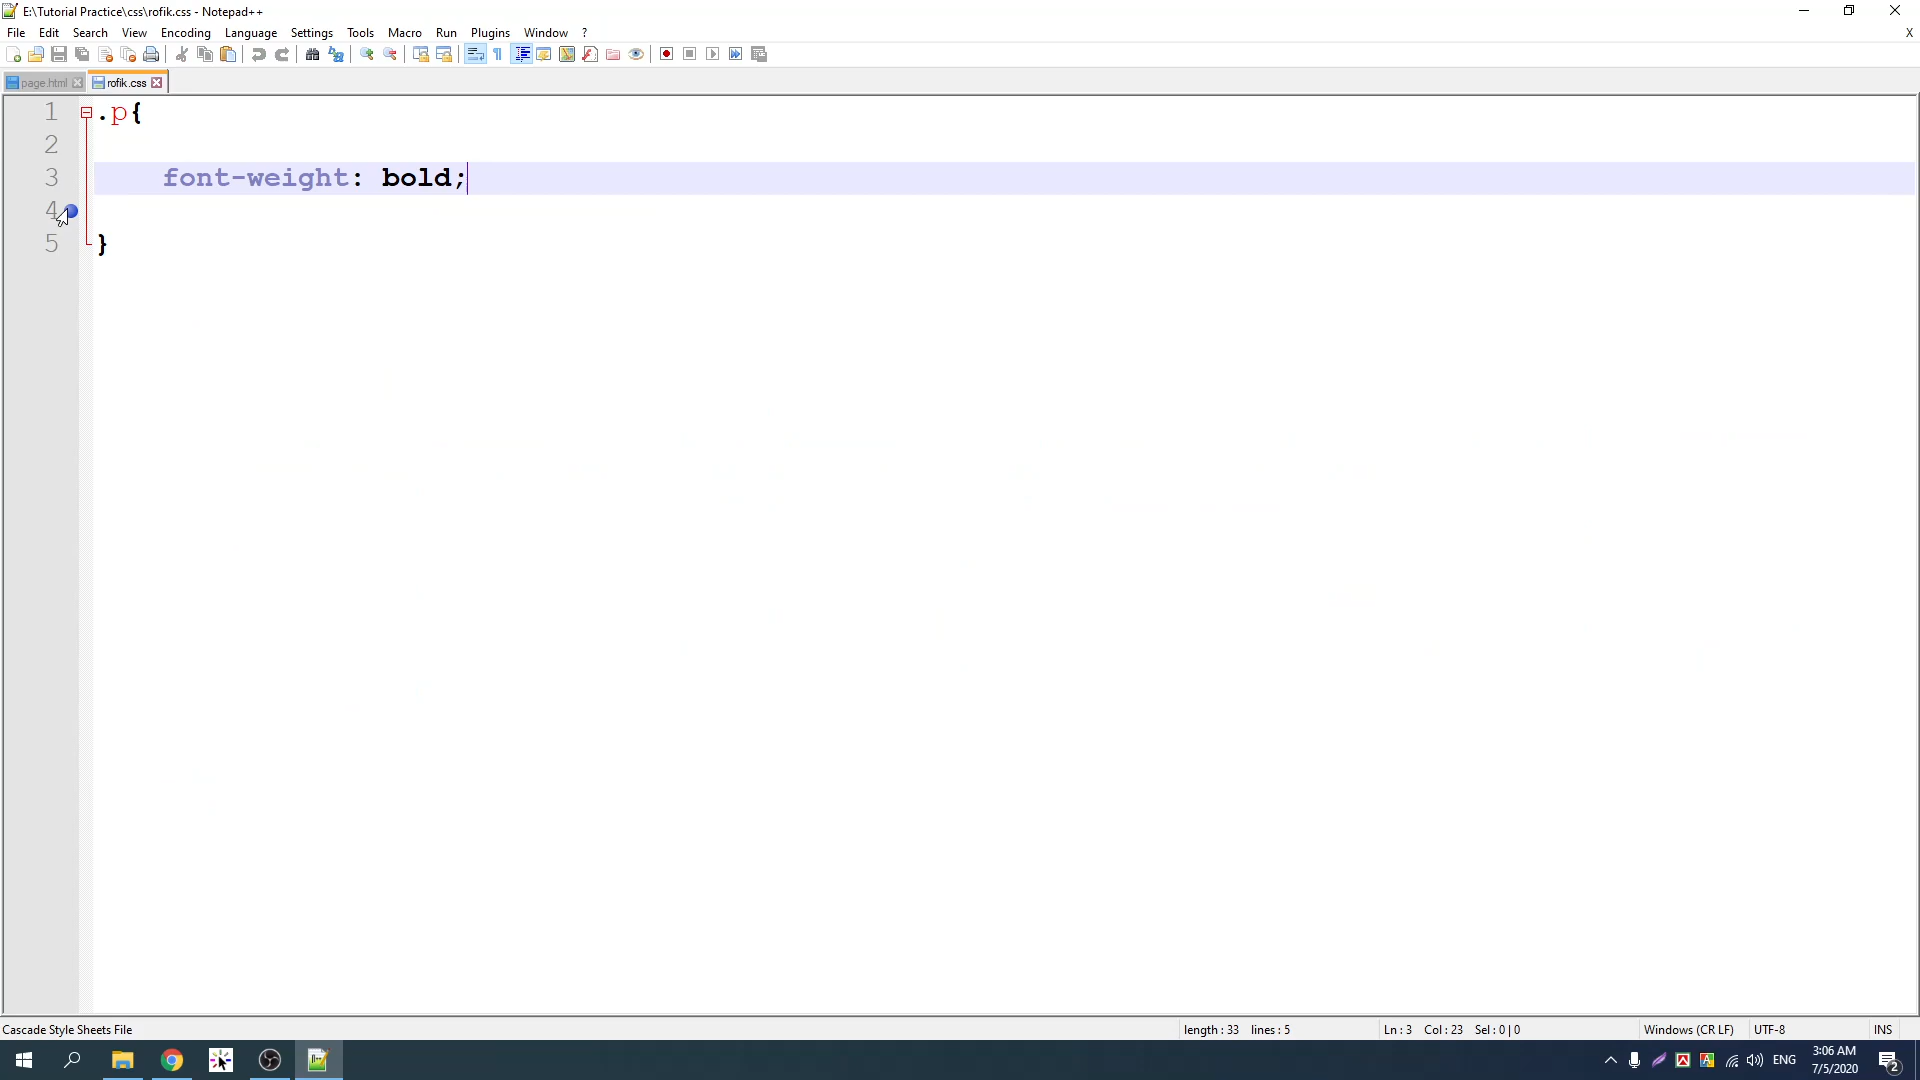 E:\Tutorial Practice\css\rofik.css - Notepad++
File Edit Search View Encoding Language Settings Tools Macro Run Plugins Window ? X
page.html rofik.css
1 .p{
2
3 font-weight: bold;
4
5 }
Cascade Style Sheets File length : 33 lines : 5 Ln : 3 Col : 23 Sel : 0 | 0 Windows (CR LF) UTF-8 INS
ENG 3:06 AM
7/5/2020 2